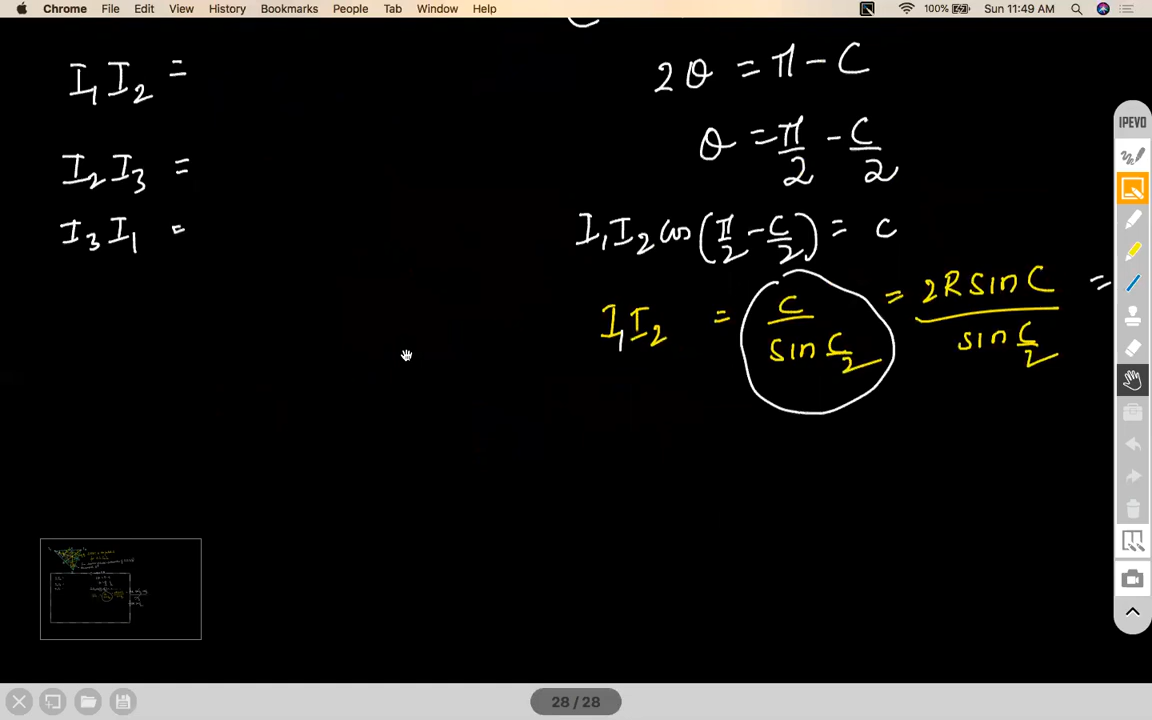 Chrome File Edit View History Bookmarks People Tab Window Help 100% Sun 11:49 AM
I₁I₂ =
I₂I₃ =
I₃I₁ =
2θ = π - C
θ = π/2 - C/2
I₁I₂ cos(π/2 - C/2) = c
I₁I₂ = c / sin C/2 = 2R sin C / sin C/2 =
IPEVO
28 / 28